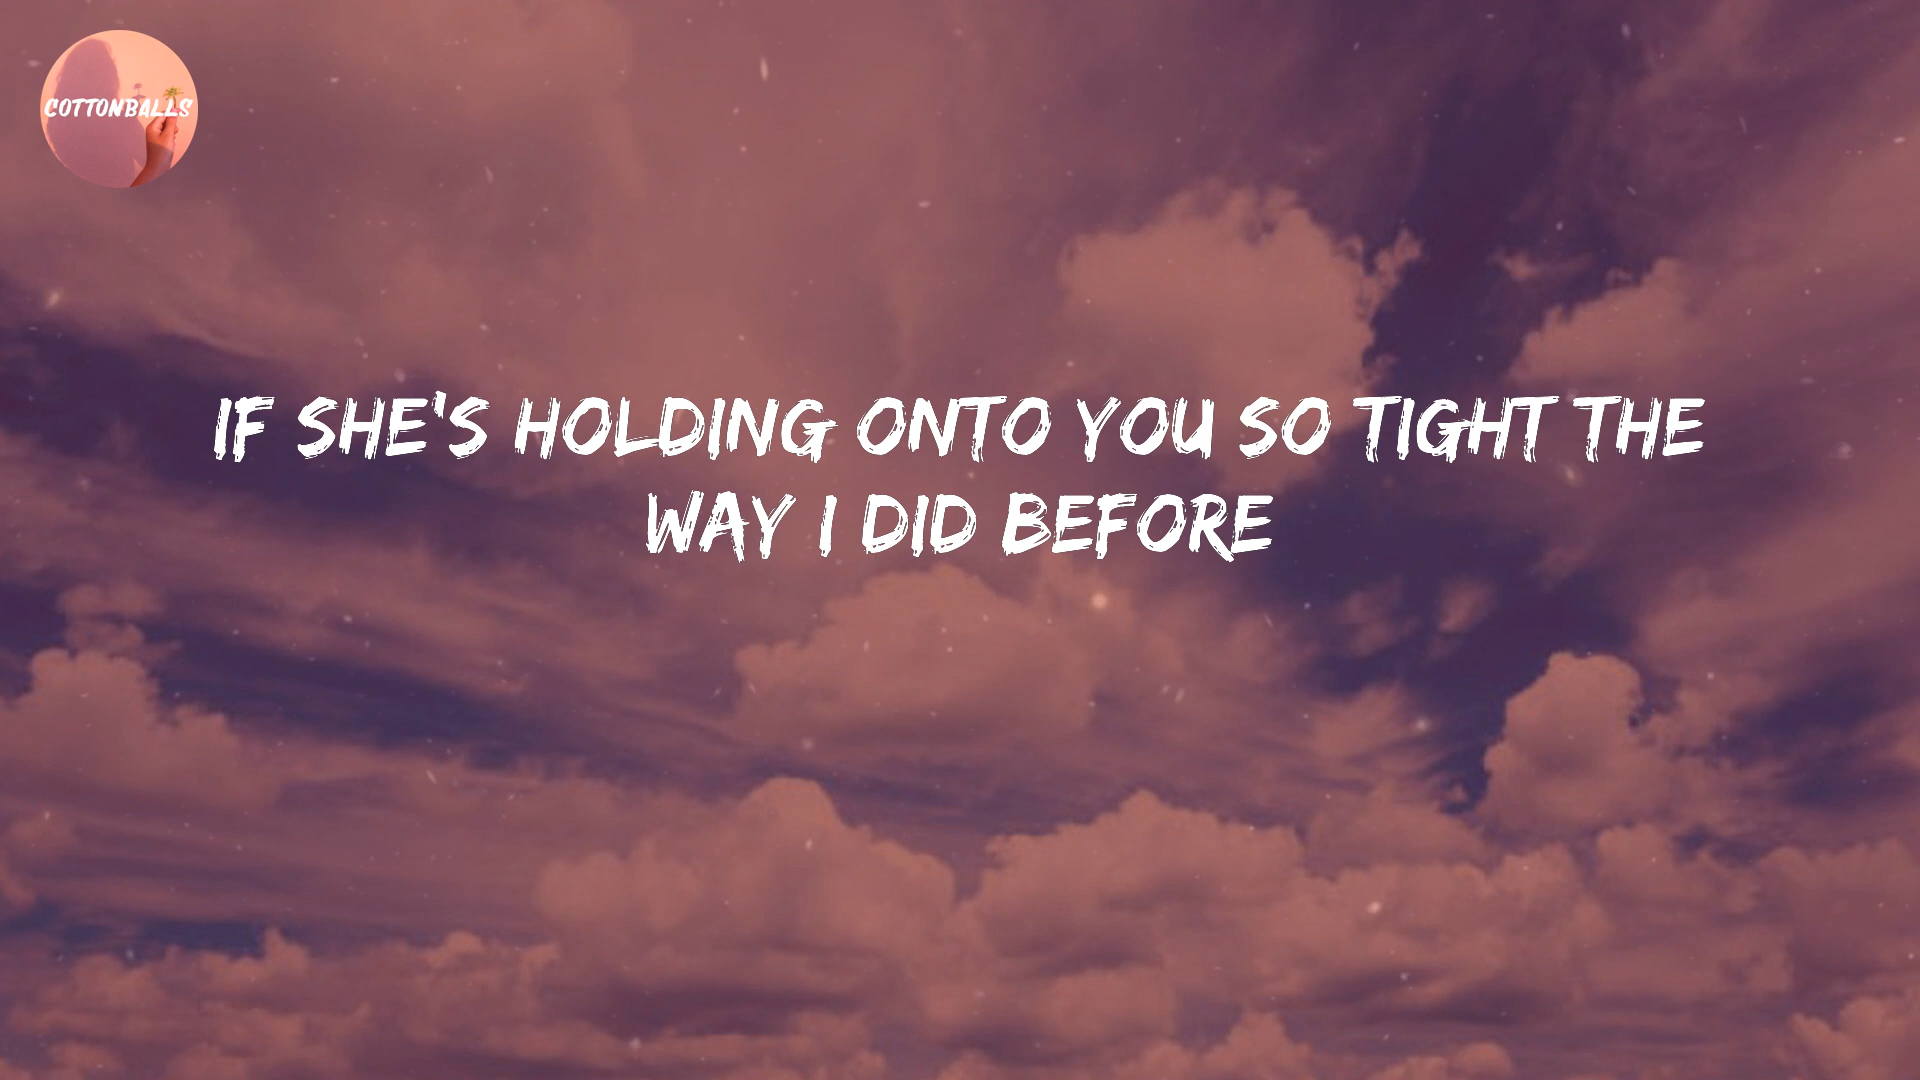 COTTONBALLS
IF SHE'S HOLDING ONTO YOU SO TIGHT THE
WAY I DID BEFORE